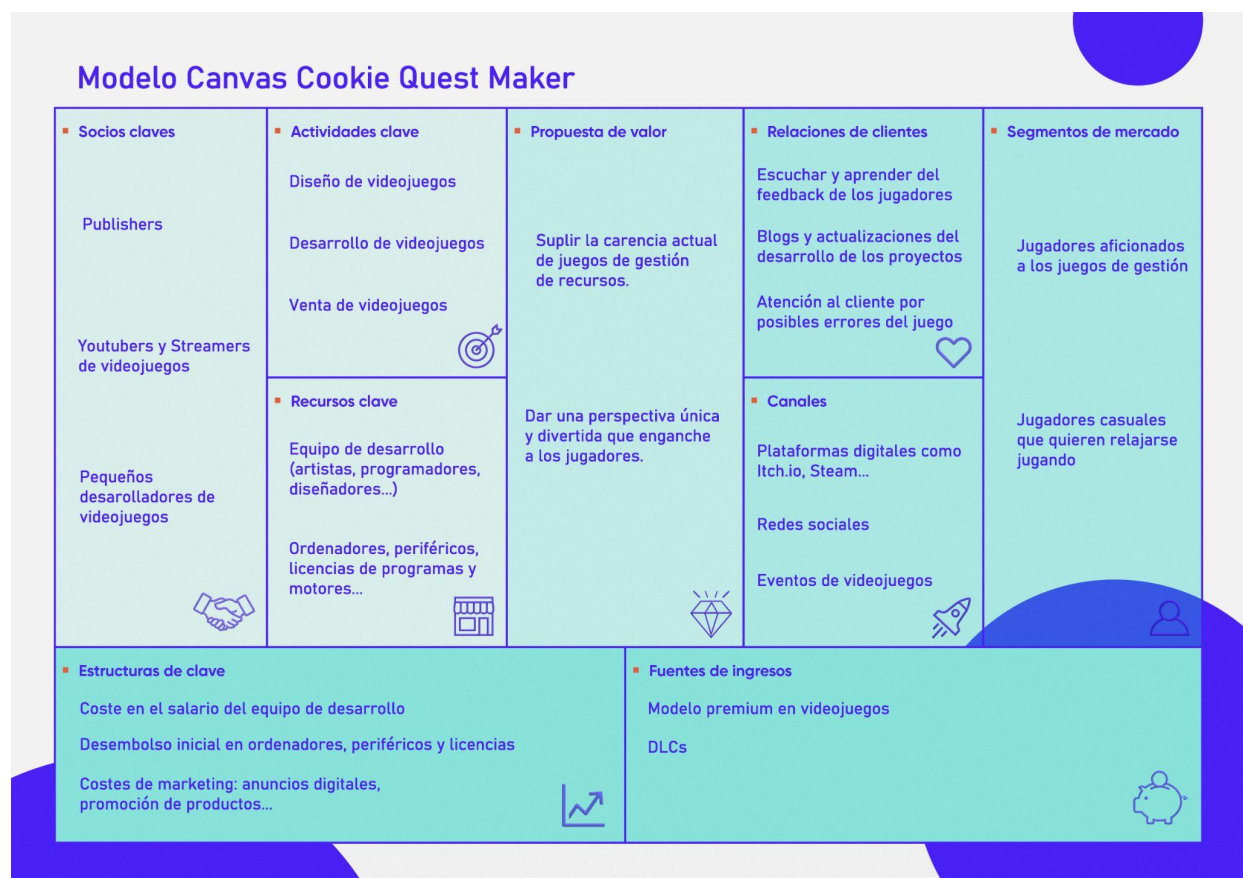 Modelo Canvas Cookie Quest Maker
Socios claves
Publishers
Youtubers y Streamers
de videojuegos
Pequeños
desarolladores de
videojuegos
Actividades clave
Diseño de videojuegos
Desarrollo de videojuegos
Venta de videojuegos
Recursos clave
Equipo de desarrollo
(artistas, programadores,
diseñadores...)
Ordenadores, periféricos,
licencias de programas y
motores...
Propuesta de valor
Suplir la carencia actual
de juegos de gestión
de recursos.
Dar una perspectiva única
y divertida que enganche
a los jugadores.
Relaciones de clientes
Escuchar y aprender del
feedback de los jugadores
Blogs y actualizaciones del
desarrollo de los proyectos
Atención al cliente por
posibles errores del juego
Canales
Plataformas digitales como
Itch.io, Steam...
Redes sociales
Eventos de videojuegos
Segmentos de mercado
Jugadores aficionados
a los juegos de gestión
Jugadores casuales
que quieren relajarse
jugando
Estructuras de clave
Coste en el salario del equipo de desarrollo
Desembolso inicial en ordenadores, periféricos y licencias
Costes de marketing: anuncios digitales,
promoción de productos...
Fuentes de ingresos
Modelo premium en videojuegos
DLCs